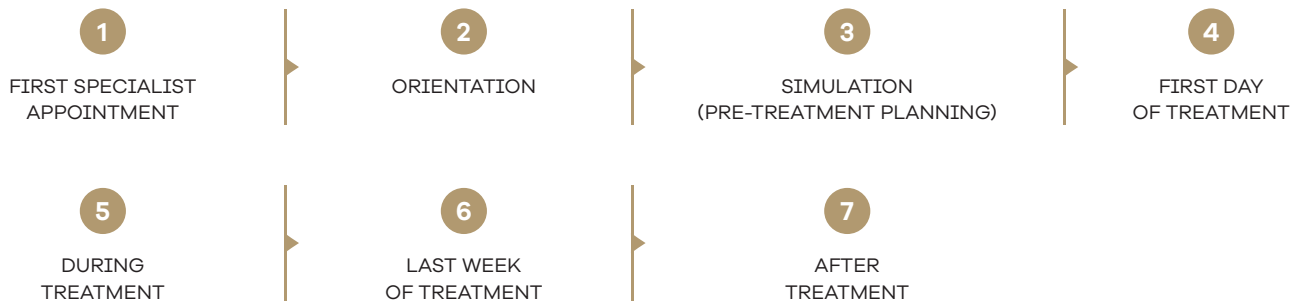 1
FIRST SPECIALIST
APPOINTMENT
2
ORIENTATION
3
SIMULATION
(PRE-TREATMENT PLANNING)
4
FIRST DAY
OF TREATMENT
5
DURING
TREATMENT
6
LAST WEEK
OF TREATMENT
7
AFTER
TREATMENT